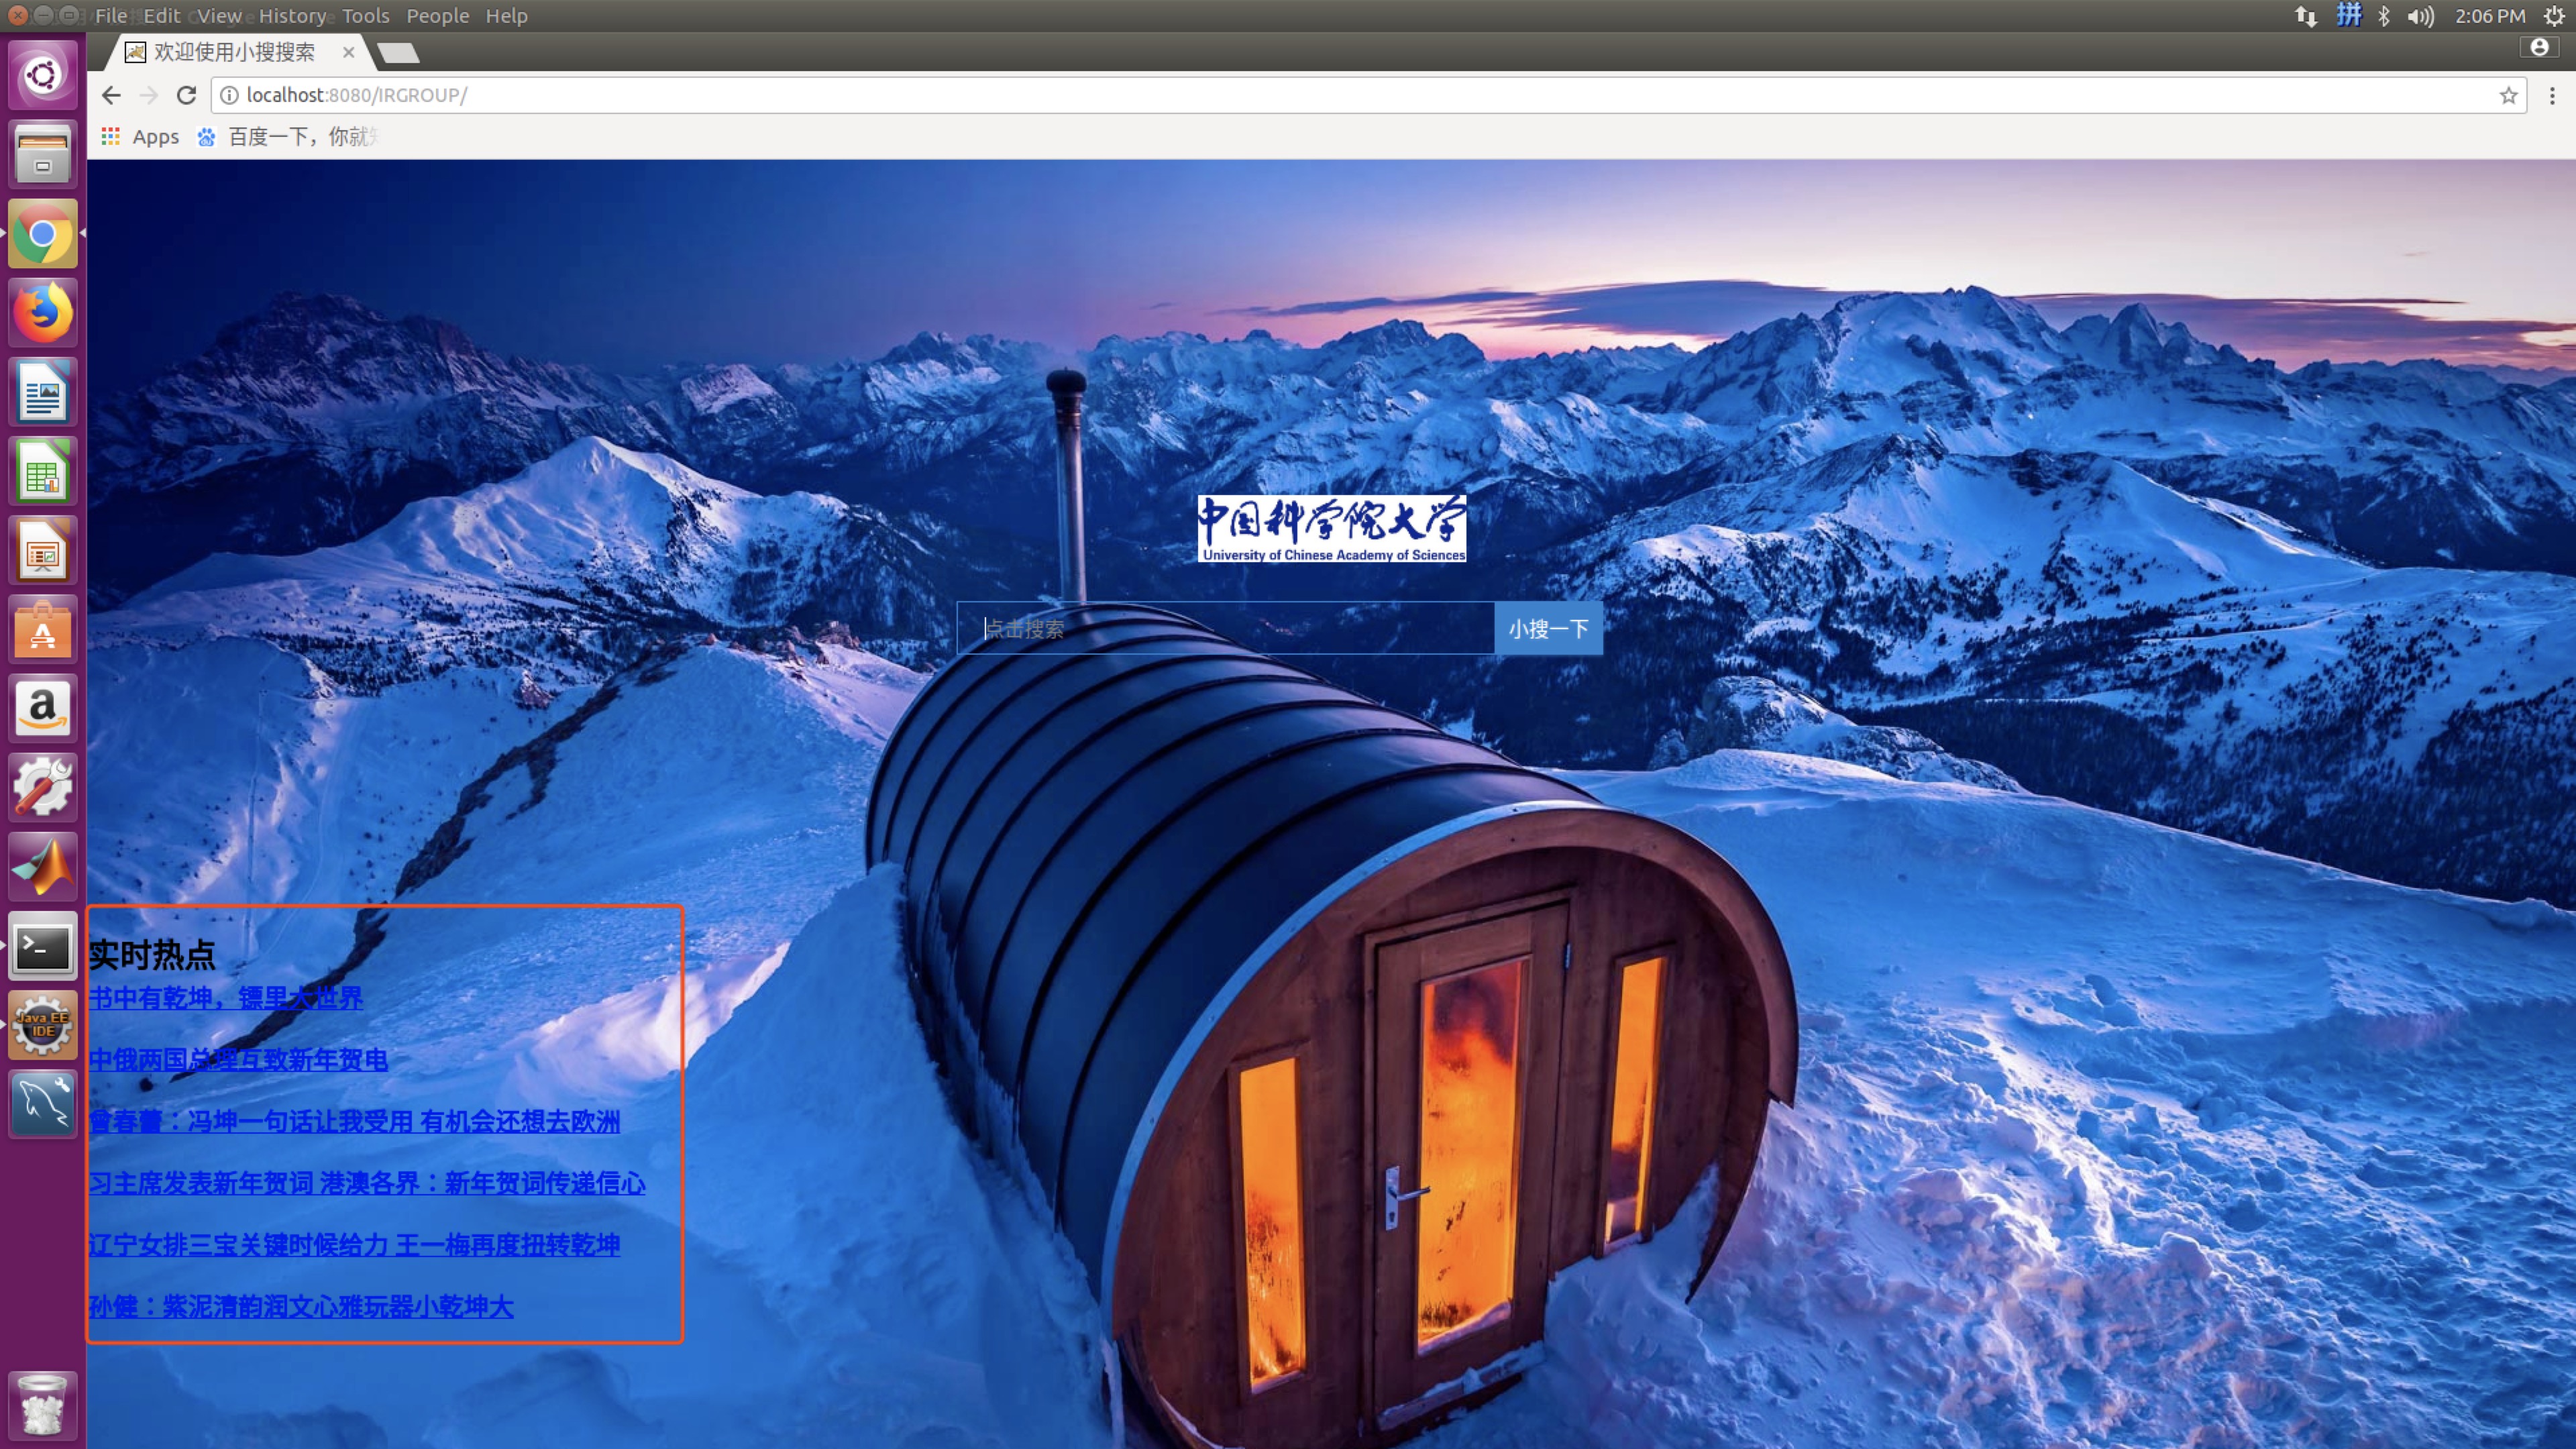 File Edit View History Tools People Help
拼 2:06 PM
欢迎使用小搜搜索
localhost:8080/IRGROUP/
Apps 百度一下，你就
中国科学院大学
University of Chinese Academy of Sciences
点击搜索 小搜一下
实时热点
书中有乾坤，镖里大世界
中俄两国总理互致新年贺电
曾春蕾：冯坤一句话让我受用 有机会还想去欧洲
习主席发表新年贺词 港澳各界：新年贺词传递信心
辽宁女排三宝关键时候给力 王一梅再度扭转乾坤
孙健：紫泥清韵润文心雅玩器小乾坤大
Java EE
IDE